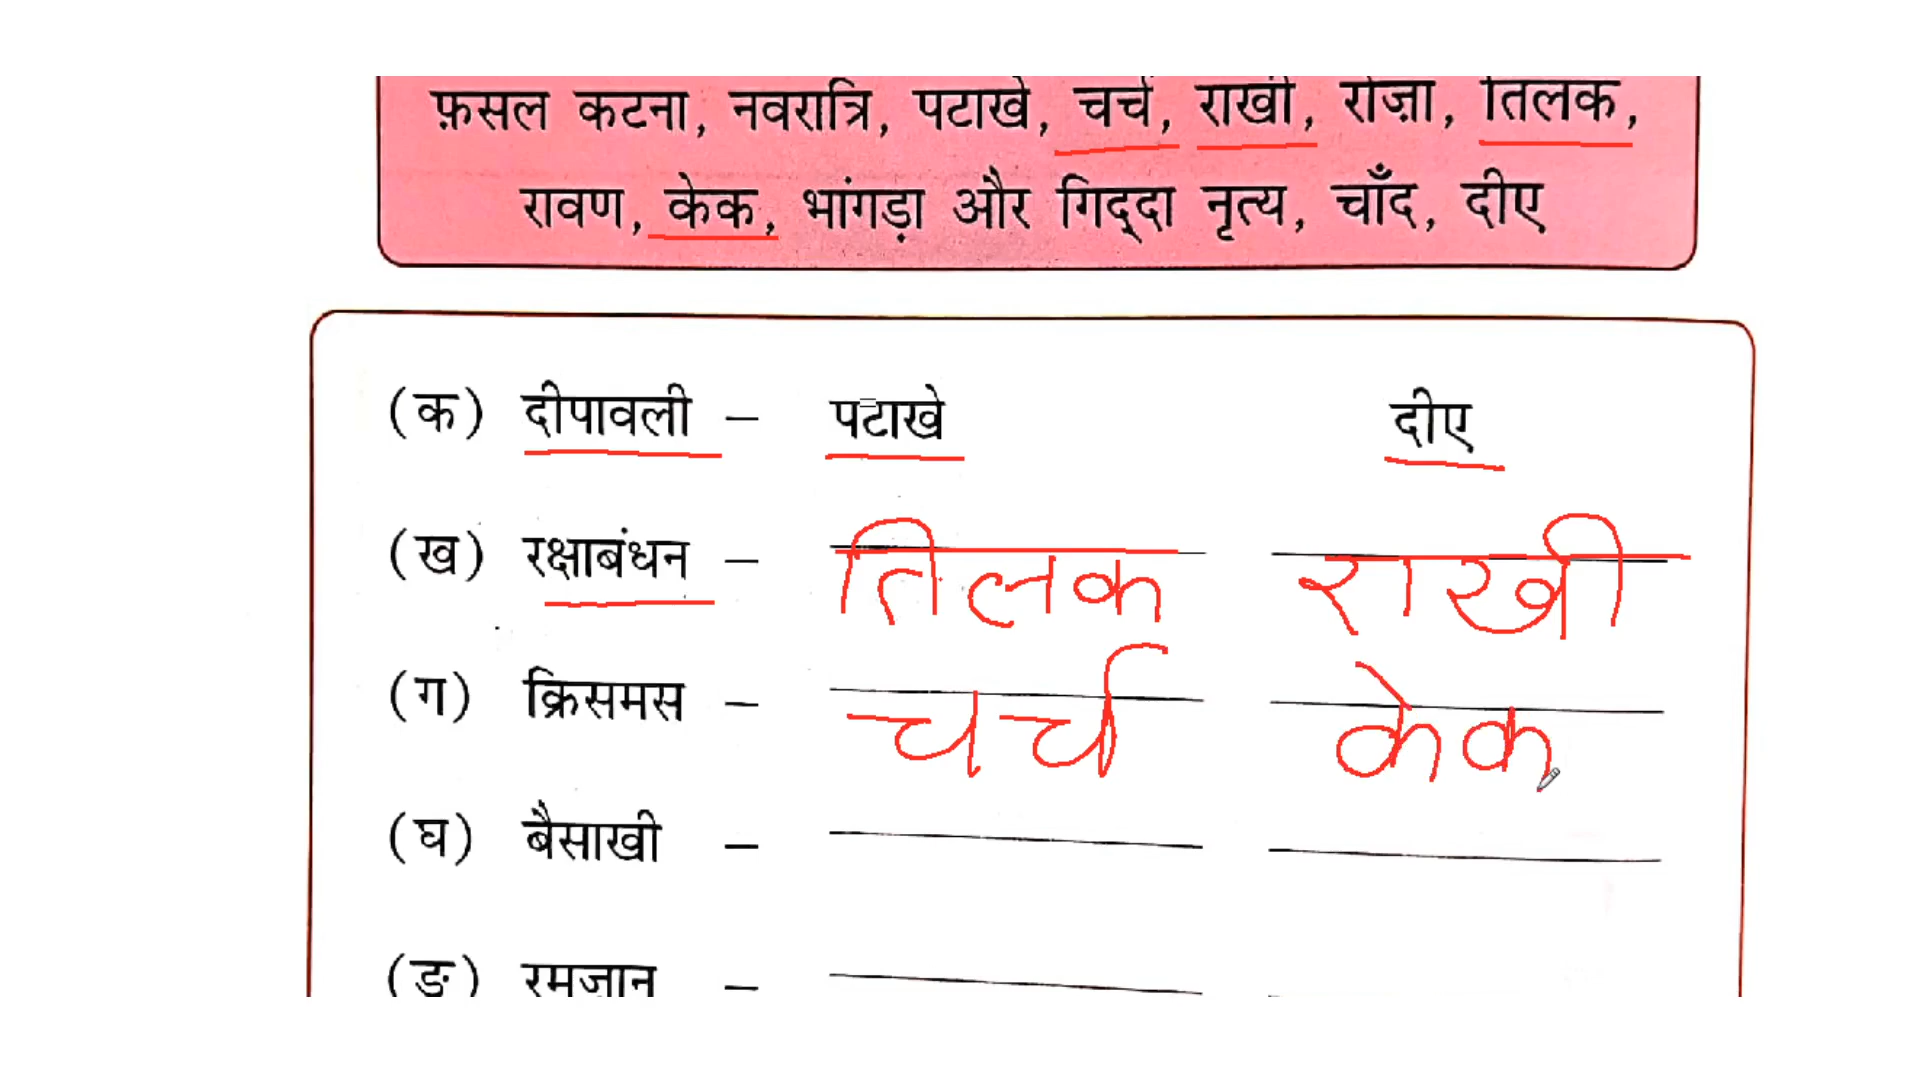 फ़सल कटना, नवरात्रि, पटाखे, चर्च, राखी, रोज़ा, तिलक,
रावण, केक, भांगड़ा और गिद्दा नृत्य, चाँद, दीए
(क) दीपावली – पटाखे दीए
(ख) रक्षाबंधन – तिलक राखी
(ग) क्रिसमस – चर्च केक
(घ) बैसाखी –
(ङ) रमजान –